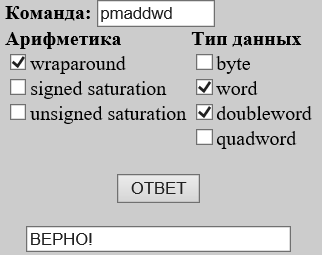 Команда: pmaddwd
Арифметика Тип данных
wraparound byte
signed saturation word
unsigned saturation doubleword
quadword
ОТВЕТ
ВЕРНО!